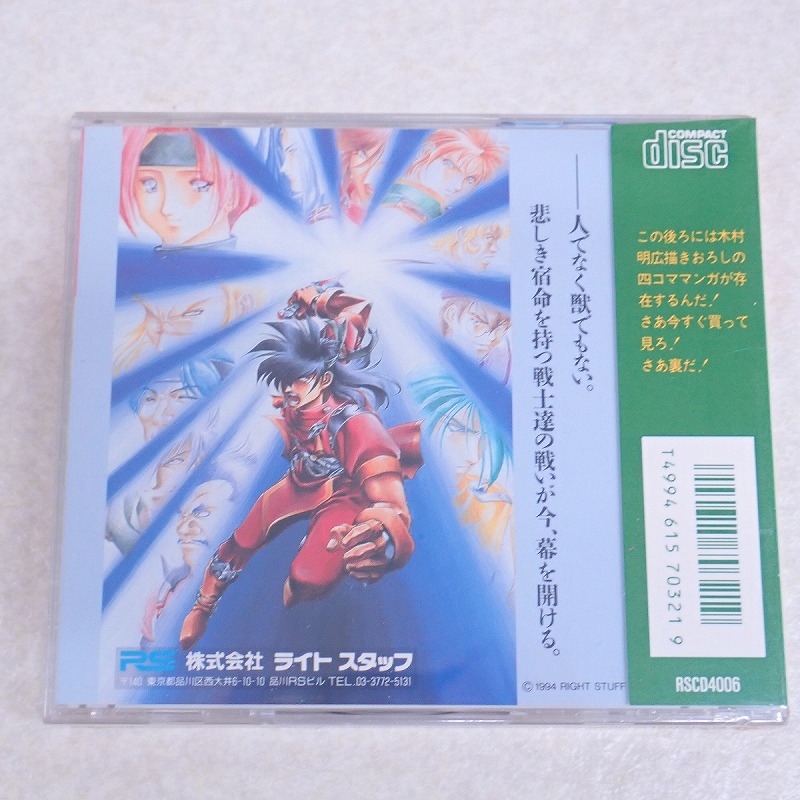 COMPACT
disc
この後ろには木村
明広描きおろしの
四コママンガが存
在するんだ！
さあ今すぐ買って
見ろ！
さあ裏だ！
――人でなく獣でもない。
悲しき宿命を持つ戦士達の戦いが今、幕を開ける。
T4994615703219
RSCD4006
RS 株式会社 ライト スタッフ
〒140 東京都品川区西大井6-10-10 品川RSビル TEL.03-3772-5131
©1994 RIGHT STUFF